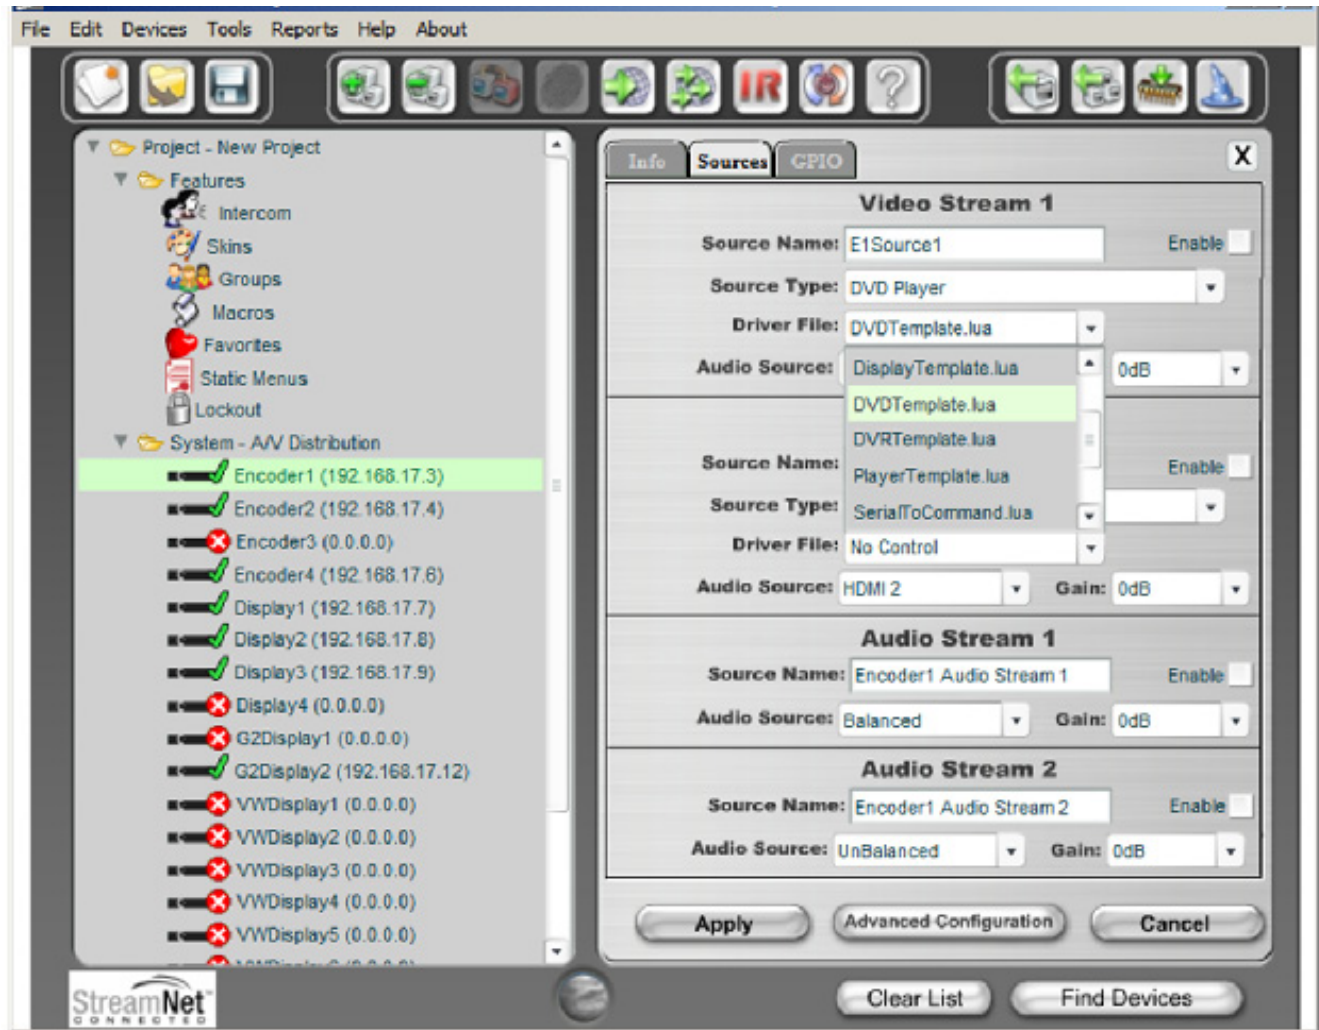 File Edit Devices Tools Reports Help About
IR
Project - New Project
Features
Intercom
Skins
Groups
Macros
Favorites
Static Menus
Lockout
System - A/V Distribution
Encoder1 (192.168.17.3)
Encoder2 (192.168.17.4)
Encoder3 (0.0.0.0)
Encoder4 (192.168.17.6)
Display1 (192.168.17.7)
Display2 (192.168.17.8)
Display3 (192.168.17.9)
Display4 (0.0.0.0)
G2Display1 (0.0.0.0)
G2Display2 (192.168.17.12)
VWDisplay1 (0.0.0.0)
VWDisplay2 (0.0.0.0)
VWDisplay3 (0.0.0.0)
VWDisplay4 (0.0.0.0)
VWDisplay5 (0.0.0.0)
Info Sources GPIO X
Video Stream 1
Source Name: E1Source1 Enable
Source Type: DVD Player
Driver File: DVDTemplate.lua
Audio Source: 0dB
DisplayTemplate.lua
DVDTemplate.lua
DVRTemplate.lua
PlayerTemplate.lua
SerialToCommand.lua
Source Name: Enable
Source Type:
Driver File: No Control
Audio Source: HDMI 2 Gain: 0dB
Audio Stream 1
Source Name: Encoder1 Audio Stream 1 Enable
Audio Source: Balanced Gain: 0dB
Audio Stream 2
Source Name: Encoder1 Audio Stream 2 Enable
Audio Source: UnBalanced Gain: 0dB
Apply Advanced Configuration Cancel
StreamNet™
CONNECTED
Clear List Find Devices